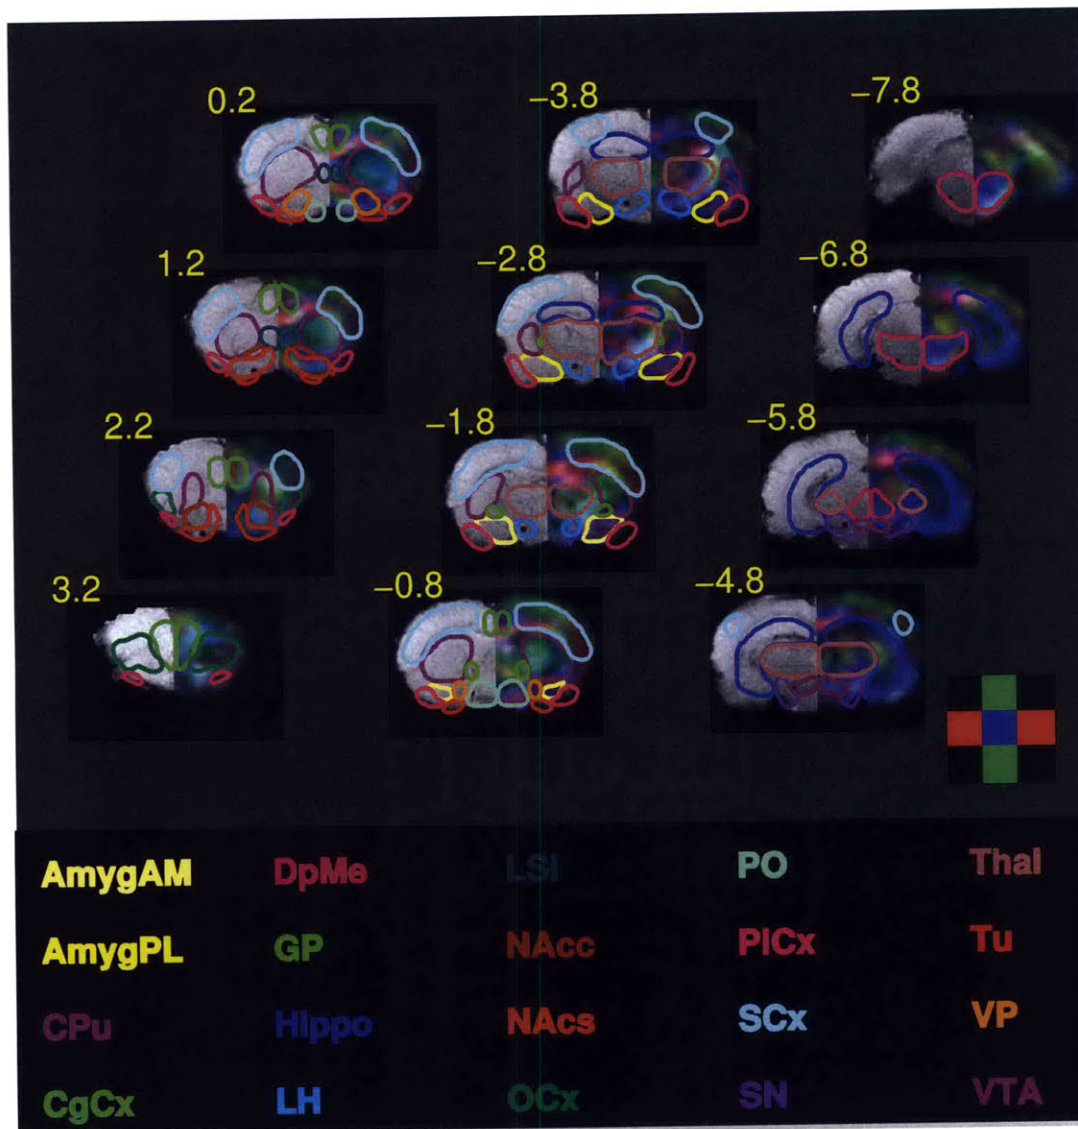 0.2 −3.8 −7.8
1.2 −2.8 −6.8
2.2 −1.8 −5.8
3.2 −0.8 −4.8
AmygAM DpMe LSI PO Thal
AmygPL GP NAcc PICx Tu
CPu Hippo NAcs SCx VP
CgCx LH OCx SN VTA